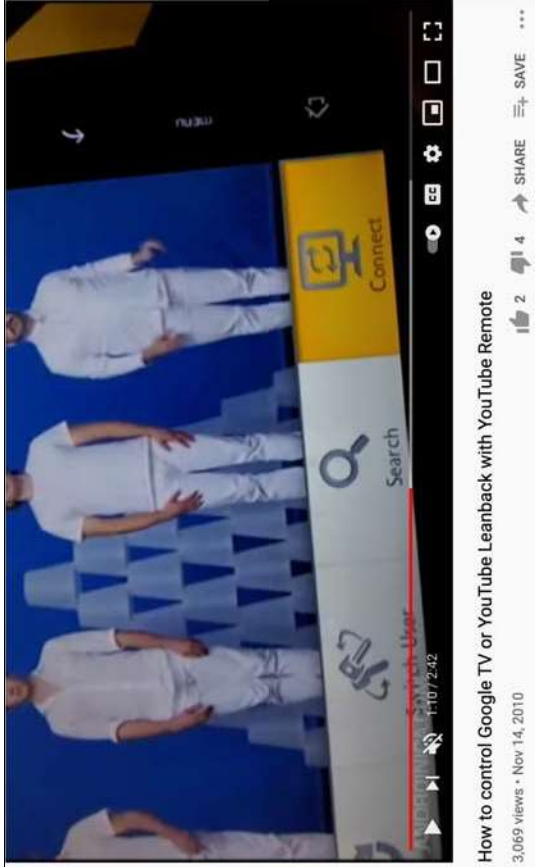 menu
Connect
Search
Switch User
1:10 / 2:42
CC
How to control Google TV or YouTube Leanback with YouTube Remote
3,069 views • Nov 14, 2010
2
4
SHARE
SAVE